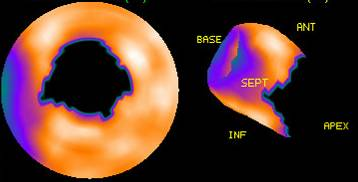 ANT
BASE
SEPT
INF
APEX